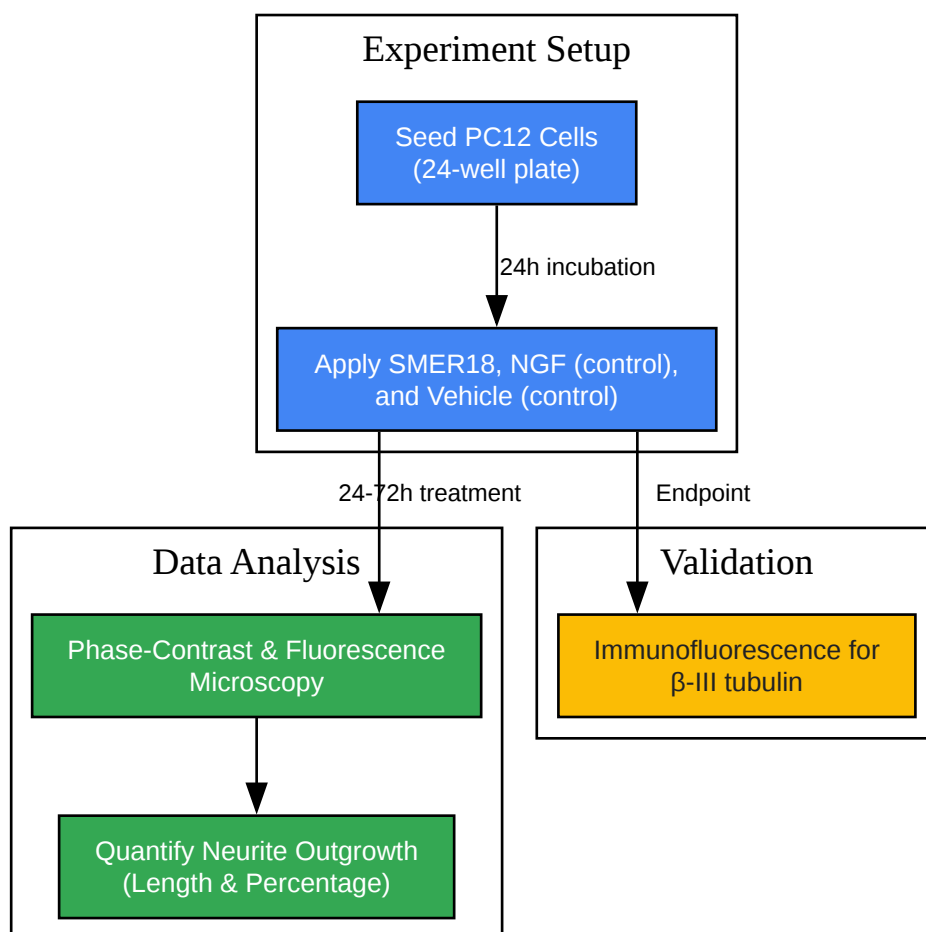 Experiment Setup
Seed PC12 Cells
(24-well plate)
24h incubation
Apply SMER18, NGF (control),
and Vehicle (control)
24-72h treatment
Endpoint
Data Analysis
Phase-Contrast & Fluorescence
Microscopy
Quantify Neurite Outgrowth
(Length & Percentage)
Validation
Immunofluorescence for
β-III tubulin